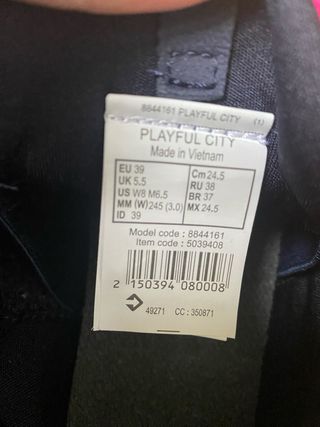 8844161 PLAYFUL CITY (1)
PLAYFUL CITY
Made in Vietnam
EU 39
UK 5.5
US W8 M6.5
MM (W)245 (3.0)
ID 39
Cm 24.5
RU 38
BR 37
MX 24.5
Model code : 8844161
Item code : 5039408
2 150394 080008
49271 CC : 350871